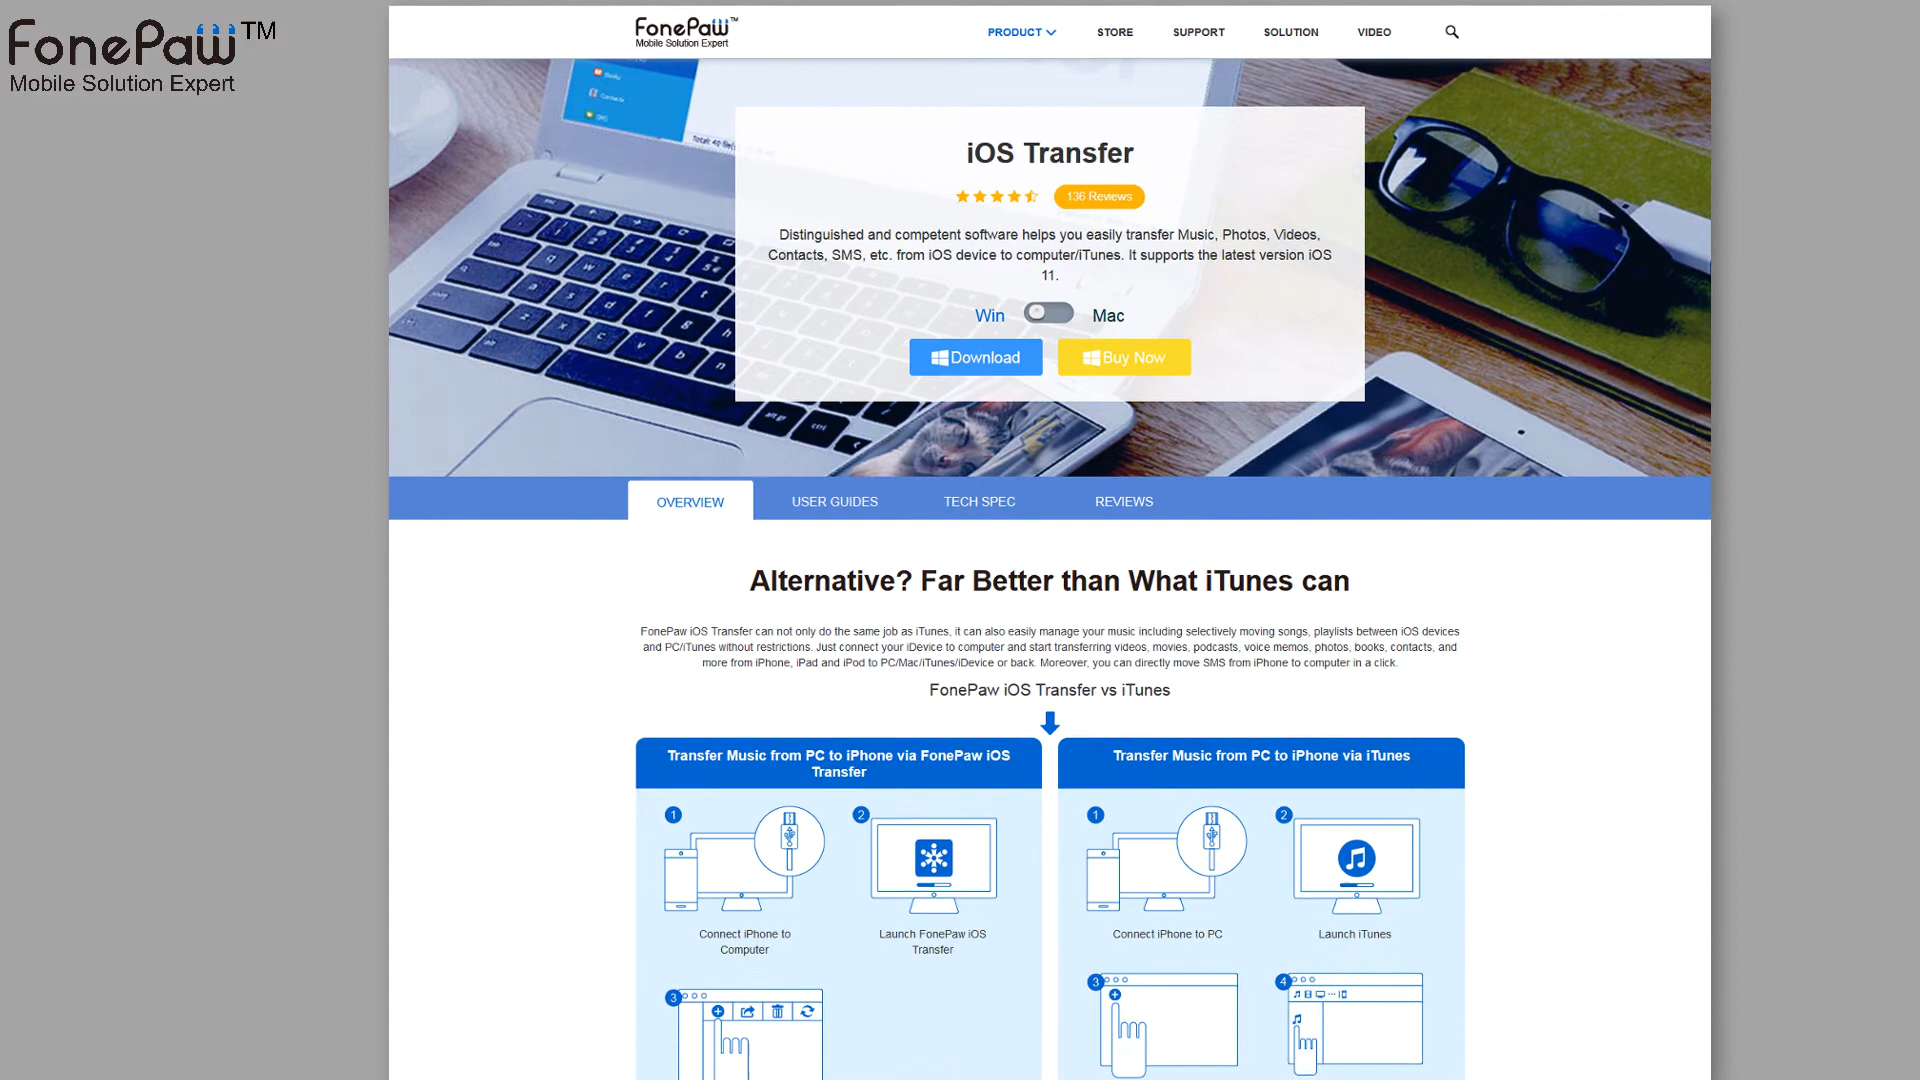 FonePaw™
Mobile Solution Expert
FonePaw™
Mobile Solution Expert
PRODUCT
STORE
SUPPORT
SOLUTION
VIDEO
iOS Transfer
136 Reviews
Distinguished and competent software helps you easily transfer Music, Photos, Videos,
Contacts, SMS, etc. from iOS device to computer/iTunes. It supports the latest version iOS
11.
Win
Mac
Download
Buy Now
OVERVIEW
USER GUIDES
TECH SPEC
REVIEWS
Alternative? Far Better than What iTunes can
FonePaw iOS Transfer can not only do the same job as iTunes, it can also easily manage your music including selectively moving songs, playlists between iOS devices
and PC/iTunes without restrictions. Just connect your iDevice to computer and start transferring videos, movies, podcasts, voice memos, photos, books, contacts, and
more from iPhone, iPad and iPod to PC/Mac/iTunes/iDevice or back. Moreover, you can directly move SMS from iPhone to computer in a click.
FonePaw iOS Transfer vs iTunes
Transfer Music from PC to iPhone via FonePaw iOS
Transfer
1
2
Connect iPhone to
Computer
Launch FonePaw iOS
Transfer
3
Transfer Music from PC to iPhone via iTunes
1
2
Connect iPhone to PC
Launch iTunes
3
4